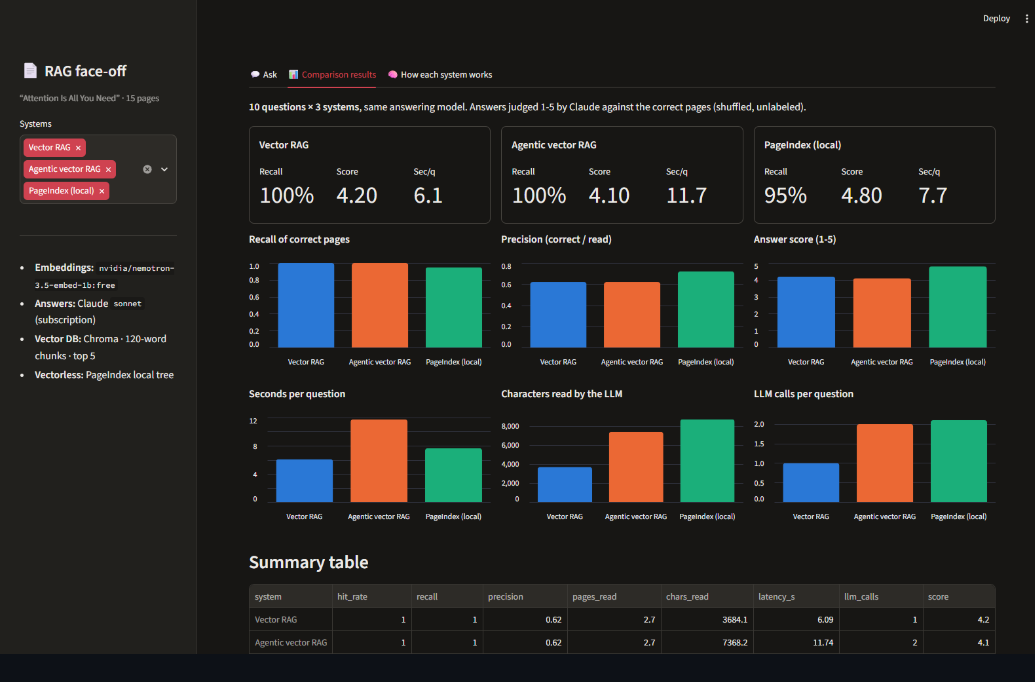 Deploy
RAG face-off
"Attention Is All You Need" · 15 pages
Systems
Vector RAG ×
Agentic vector RAG ×
PageIndex (local) ×
Embeddings: nvidia/nemotron-
3.5-embed-1b:free
Answers: Claude sonnet
(subscription)
Vector DB: Chroma · 120-word
chunks · top 5
Vectorless: PageIndex local tree
Ask
Comparison results
How each system works
10 questions × 3 systems, same answering model. Answers judged 1-5 by Claude against the correct pages (shuffled, unlabeled).
Vector RAG
Recall Score Sec/q
100% 4.20 6.1
Agentic vector RAG
Recall Score Sec/q
100% 4.10 11.7
PageIndex (local)
Recall Score Sec/q
95% 4.80 7.7
Recall of correct pages
1.0
0.8
0.6
0.4
0.2
0.0
Vector RAG Agentic vector RAG PageIndex (local)
Precision (correct / read)
0.8
0.6
0.4
0.2
0.0
Vector RAG Agentic vector RAG PageIndex (local)
Answer score (1-5)
5
4
3
2
1
0
Vector RAG Agentic vector RAG PageIndex (local)
Seconds per question
12
8
4
0
Vector RAG Agentic vector RAG PageIndex (local)
Characters read by the LLM
8,000
6,000
4,000
2,000
0
Vector RAG Agentic vector RAG PageIndex (local)
LLM calls per question
2.0
1.5
1.0
0.5
0.0
Vector RAG Agentic vector RAG PageIndex (local)
Summary table
system hit_rate recall precision pages_read chars_read latency_s llm_calls score
Vector RAG 1 1 0.62 2.7 3684.1 6.09 1 4.2
Agentic vector RAG 1 1 0.62 2.7 7368.2 11.74 2 4.1